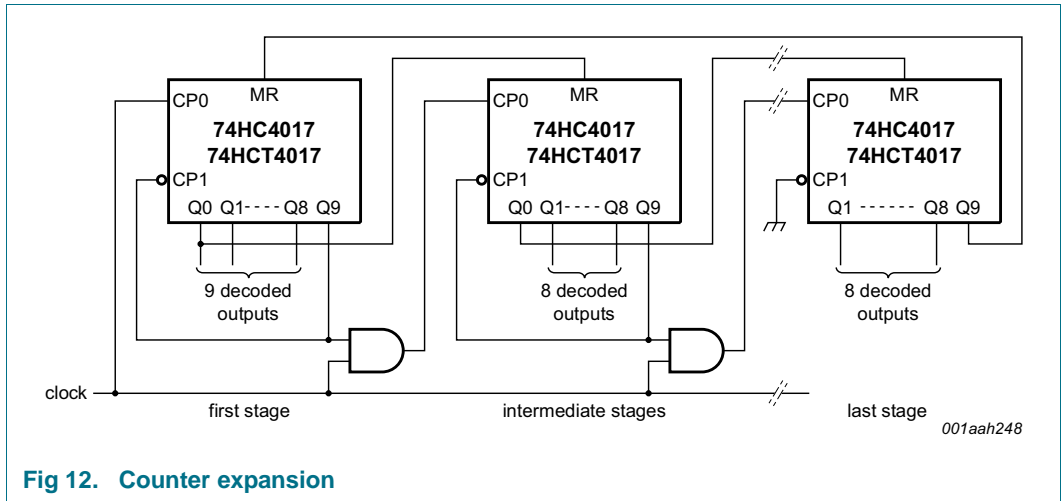 MR
MR
MR
CP0
CP0
CP0
74HC4017
74HCT4017
74HC4017
74HCT4017
74HC4017
74HCT4017
CP1
CP1
CP1
Q0 Q1 - - - - Q8 Q9
Q0 Q1 - - - - Q8 Q9
Q1 - - - - - - Q8 Q9
9 decoded
outputs
8 decoded
outputs
8 decoded
outputs
clock
first stage
intermediate stages
last stage
001aah248
Fig 12. Counter expansion